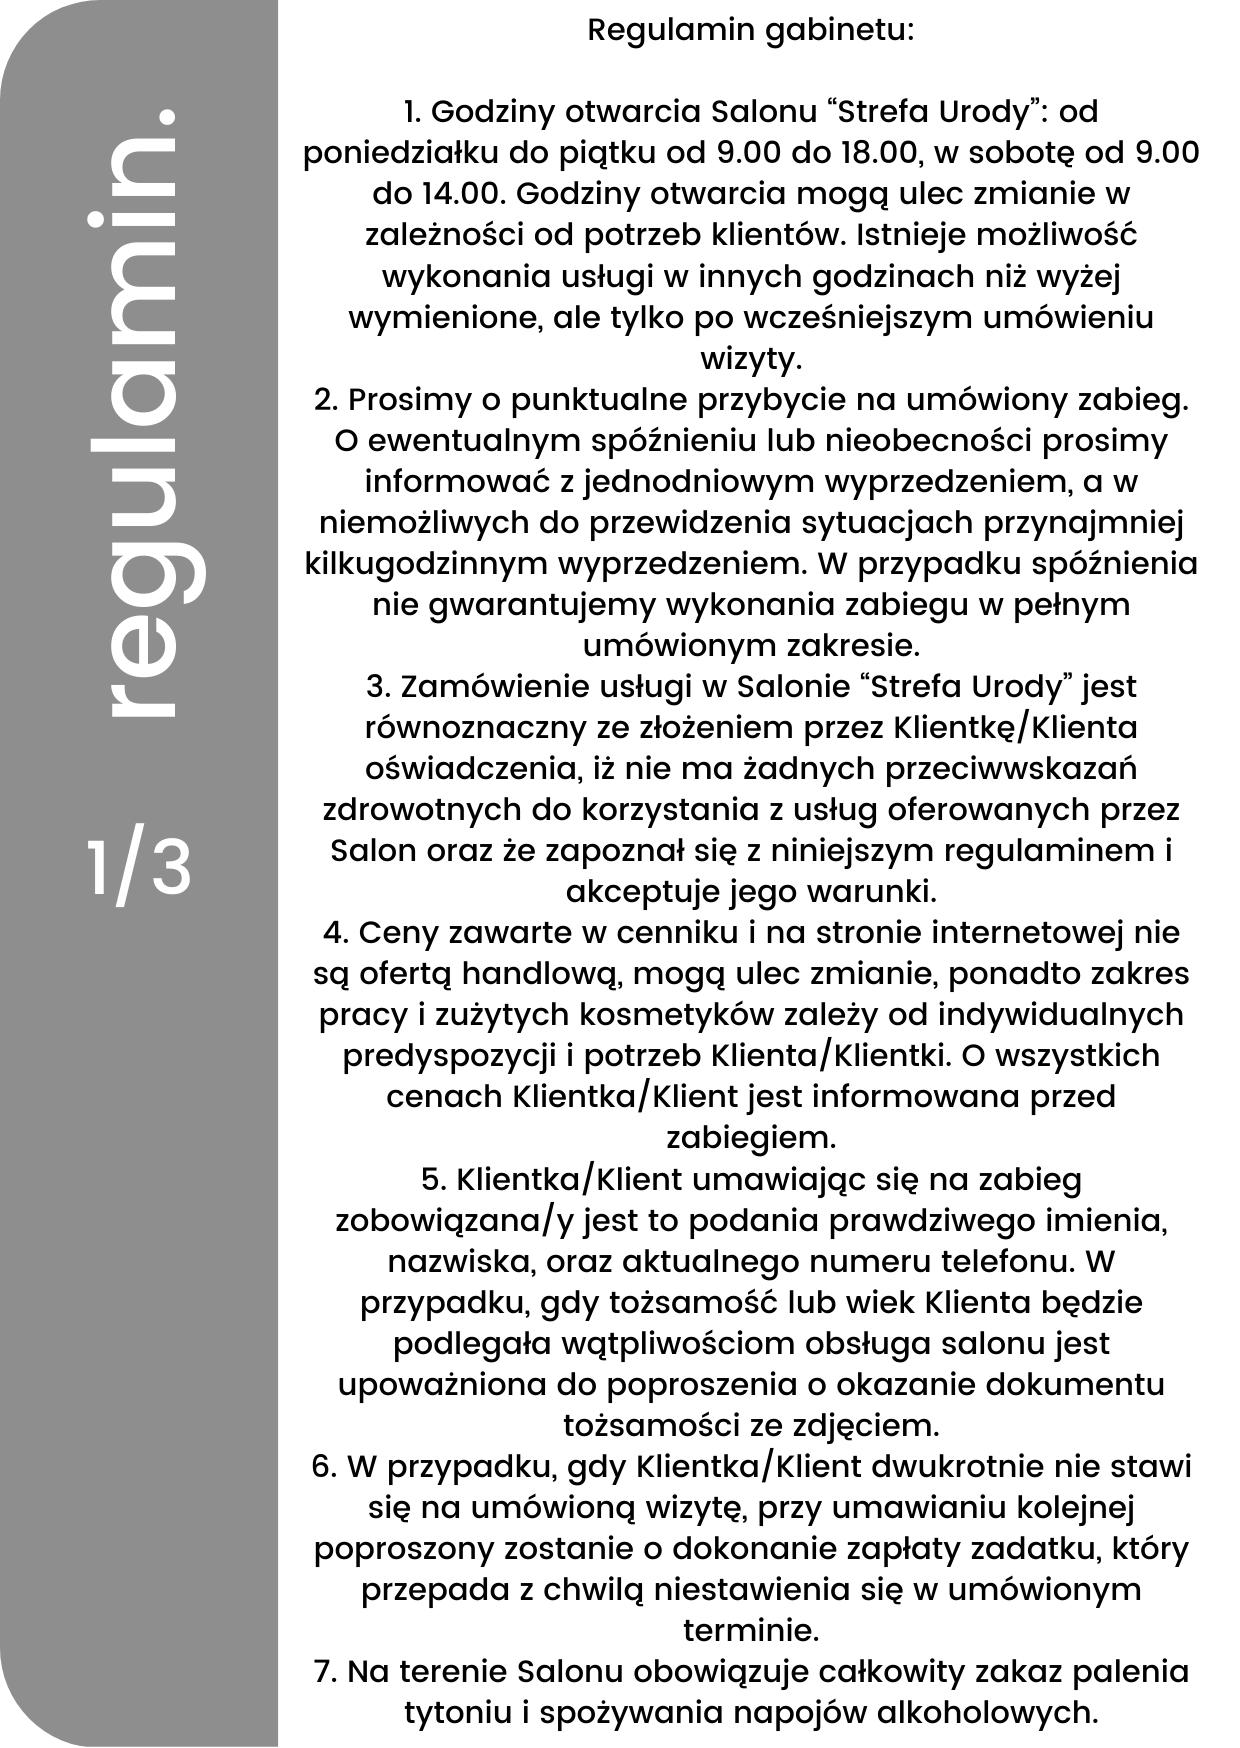 regulamin.
1/3
Regulamin gabinetu:
1. Godziny otwarcia Salonu “Strefa Urody”: od
poniedziałku do piątku od 9.00 do 18.00, w sobotę od 9.00
do 14.00. Godziny otwarcia mogą ulec zmianie w
zależności od potrzeb klientów. Istnieje możliwość
wykonania usługi w innych godzinach niż wyżej
wymienione, ale tylko po wcześniejszym umówieniu
wizyty.
2. Prosimy o punktualne przybycie na umówiony zabieg.
O ewentualnym spóźnieniu lub nieobecności prosimy
informować z jednodniowym wyprzedzeniem, a w
niemożliwych do przewidzenia sytuacjach przynajmniej
kilkugodzinnym wyprzedzeniem. W przypadku spóźnienia
nie gwarantujemy wykonania zabiegu w pełnym
umówionym zakresie.
3. Zamówienie usługi w Salonie “Strefa Urody” jest
równoznaczny ze złożeniem przez Klientkę/Klienta
oświadczenia, iż nie ma żadnych przeciwwskazań
zdrowotnych do korzystania z usług oferowanych przez
Salon oraz że zapoznał się z niniejszym regulaminem i
akceptuje jego warunki.
4. Ceny zawarte w cenniku i na stronie internetowej nie
są ofertą handlową, mogą ulec zmianie, ponadto zakres
pracy i zużytych kosmetyków zależy od indywidualnych
predyspozycji i potrzeb Klienta/Klientki. O wszystkich
cenach Klientka/Klient jest informowana przed
zabiegiem.
5. Klientka/Klient umawiając się na zabieg
zobowiązana/y jest to podania prawdziwego imienia,
nazwiska, oraz aktualnego numeru telefonu. W
przypadku, gdy tożsamość lub wiek Klienta będzie
podlegała wątpliwościom obsługa salonu jest
upoważniona do poproszenia o okazanie dokumentu
tożsamości ze zdjęciem.
6. W przypadku, gdy Klientka/Klient dwukrotnie nie stawi
się na umówioną wizytę, przy umawianiu kolejnej
poproszony zostanie o dokonanie zapłaty zadatku, który
przepada z chwilą niestawienia się w umówionym
terminie.
7. Na terenie Salonu obowiązuje całkowity zakaz palenia
tytoniu i spożywania napojów alkoholowych.